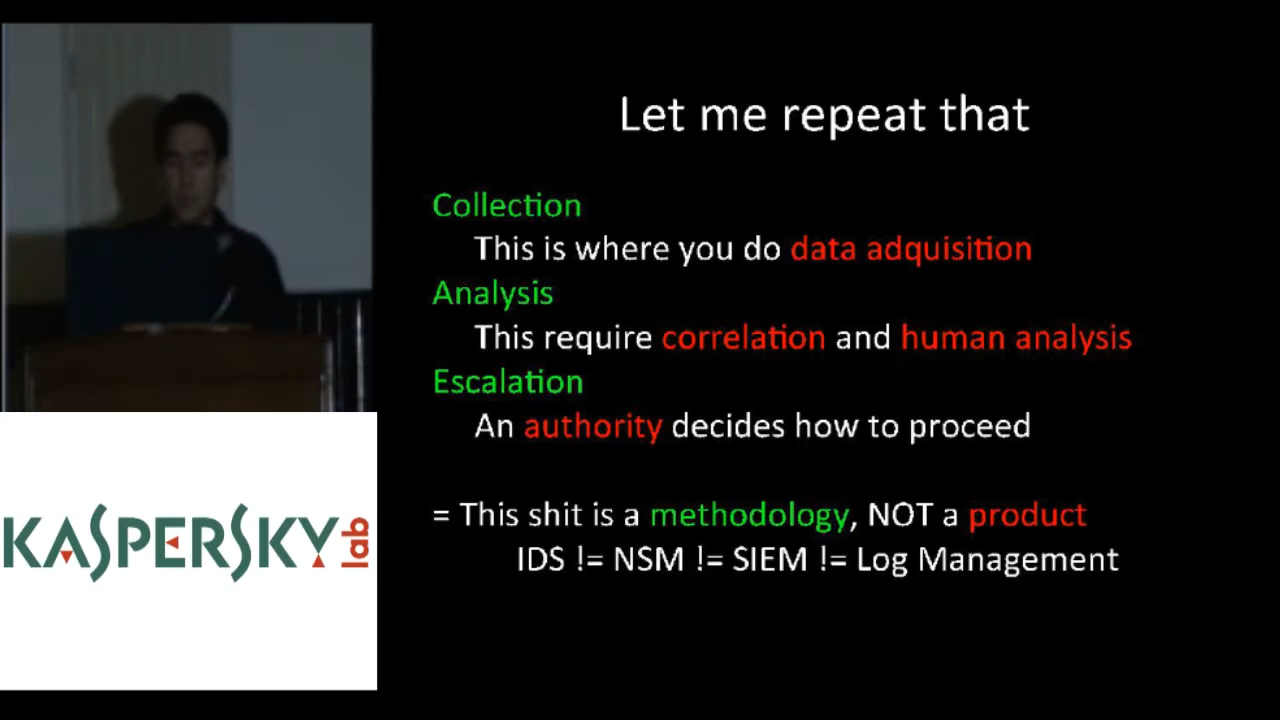 Let me repeat that
Collection
This is where you do data adquisition
Analysis
This require correlation and human analysis
Escalation
An authority decides how to proceed
= This shit is a methodology, NOT a product
IDS != NSM != SIEM != Log Management
KASPERSKY lab